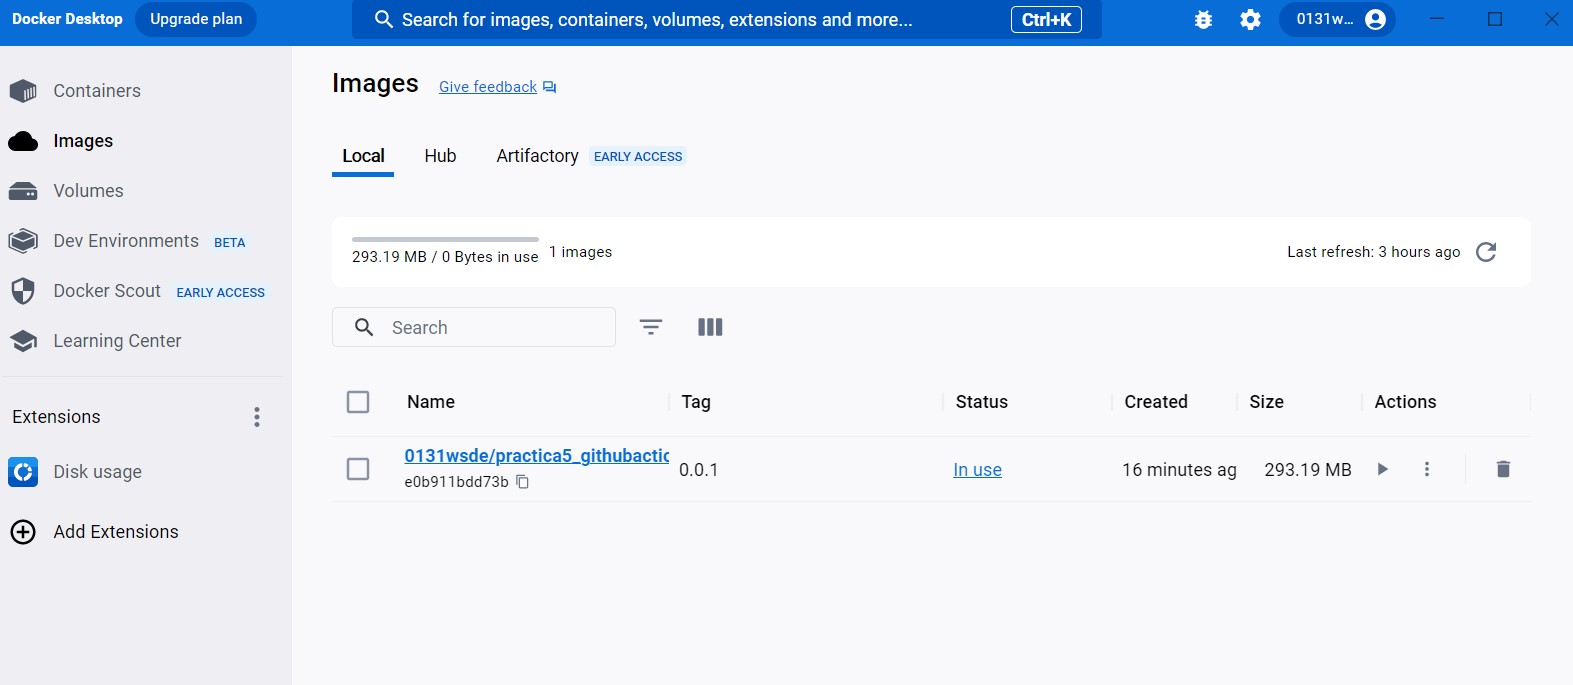 Docker Desktop Upgrade plan Search for images, containers, volumes, extensions and more... Ctrl+K 0131w...
Containers
Images
Volumes
Dev Environments BETA
Docker Scout EARLY ACCESS
Learning Center
Extensions
Disk usage
Add Extensions
Images Give feedback
Local Hub Artifactory EARLY ACCESS
293.19 MB / 0 Bytes in use 1 images Last refresh: 3 hours ago
Search
Name Tag Status Created Size Actions
0131wsde/practica5_githubactic 0.0.1 In use 16 minutes ag 293.19 MB
e0b911bdd73b